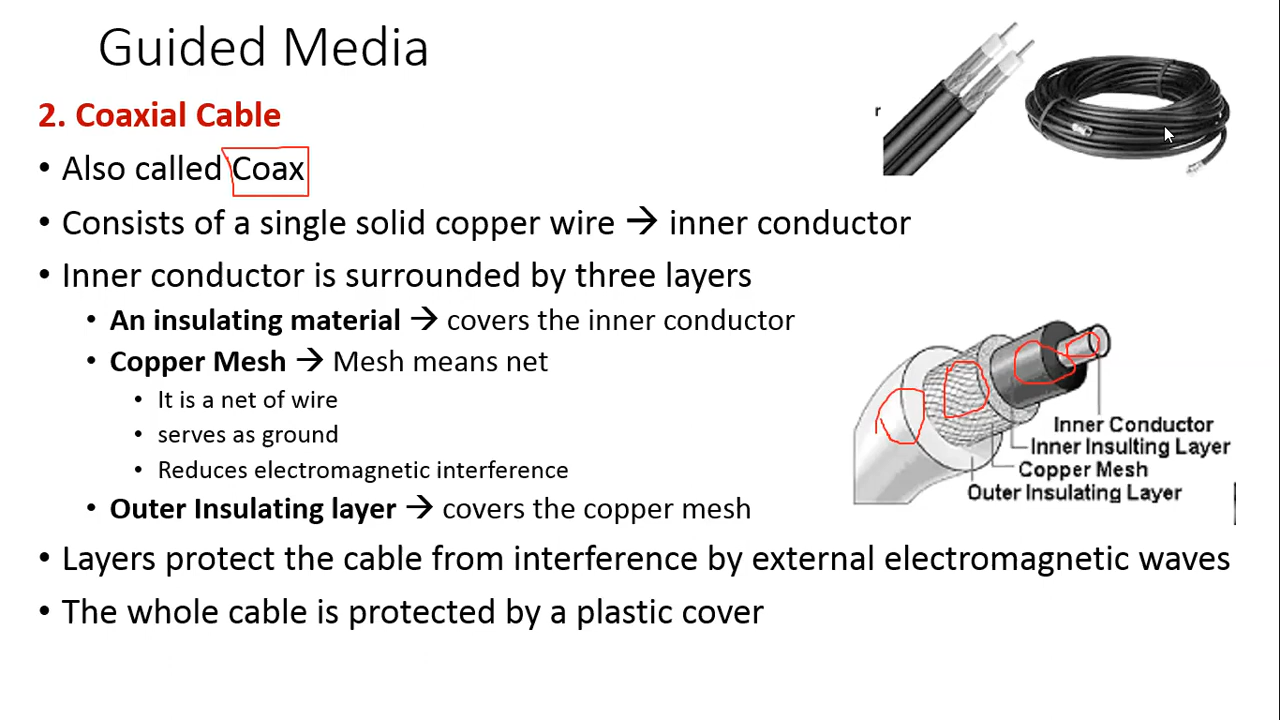 Guided Media
2. Coaxial Cable
• Also called Coax
• Consists of a single solid copper wire → inner conductor
• Inner conductor is surrounded by three layers
• An insulating material → covers the inner conductor
• Copper Mesh → Mesh means net
• It is a net of wire
• serves as ground
• Reduces electromagnetic interference
• Outer Insulating layer → covers the copper mesh
• Layers protect the cable from interference by external electromagnetic waves
• The whole cable is protected by a plastic cover
r
Inner Conductor
Inner Insulting Layer
Copper Mesh
Outer Insulating Layer